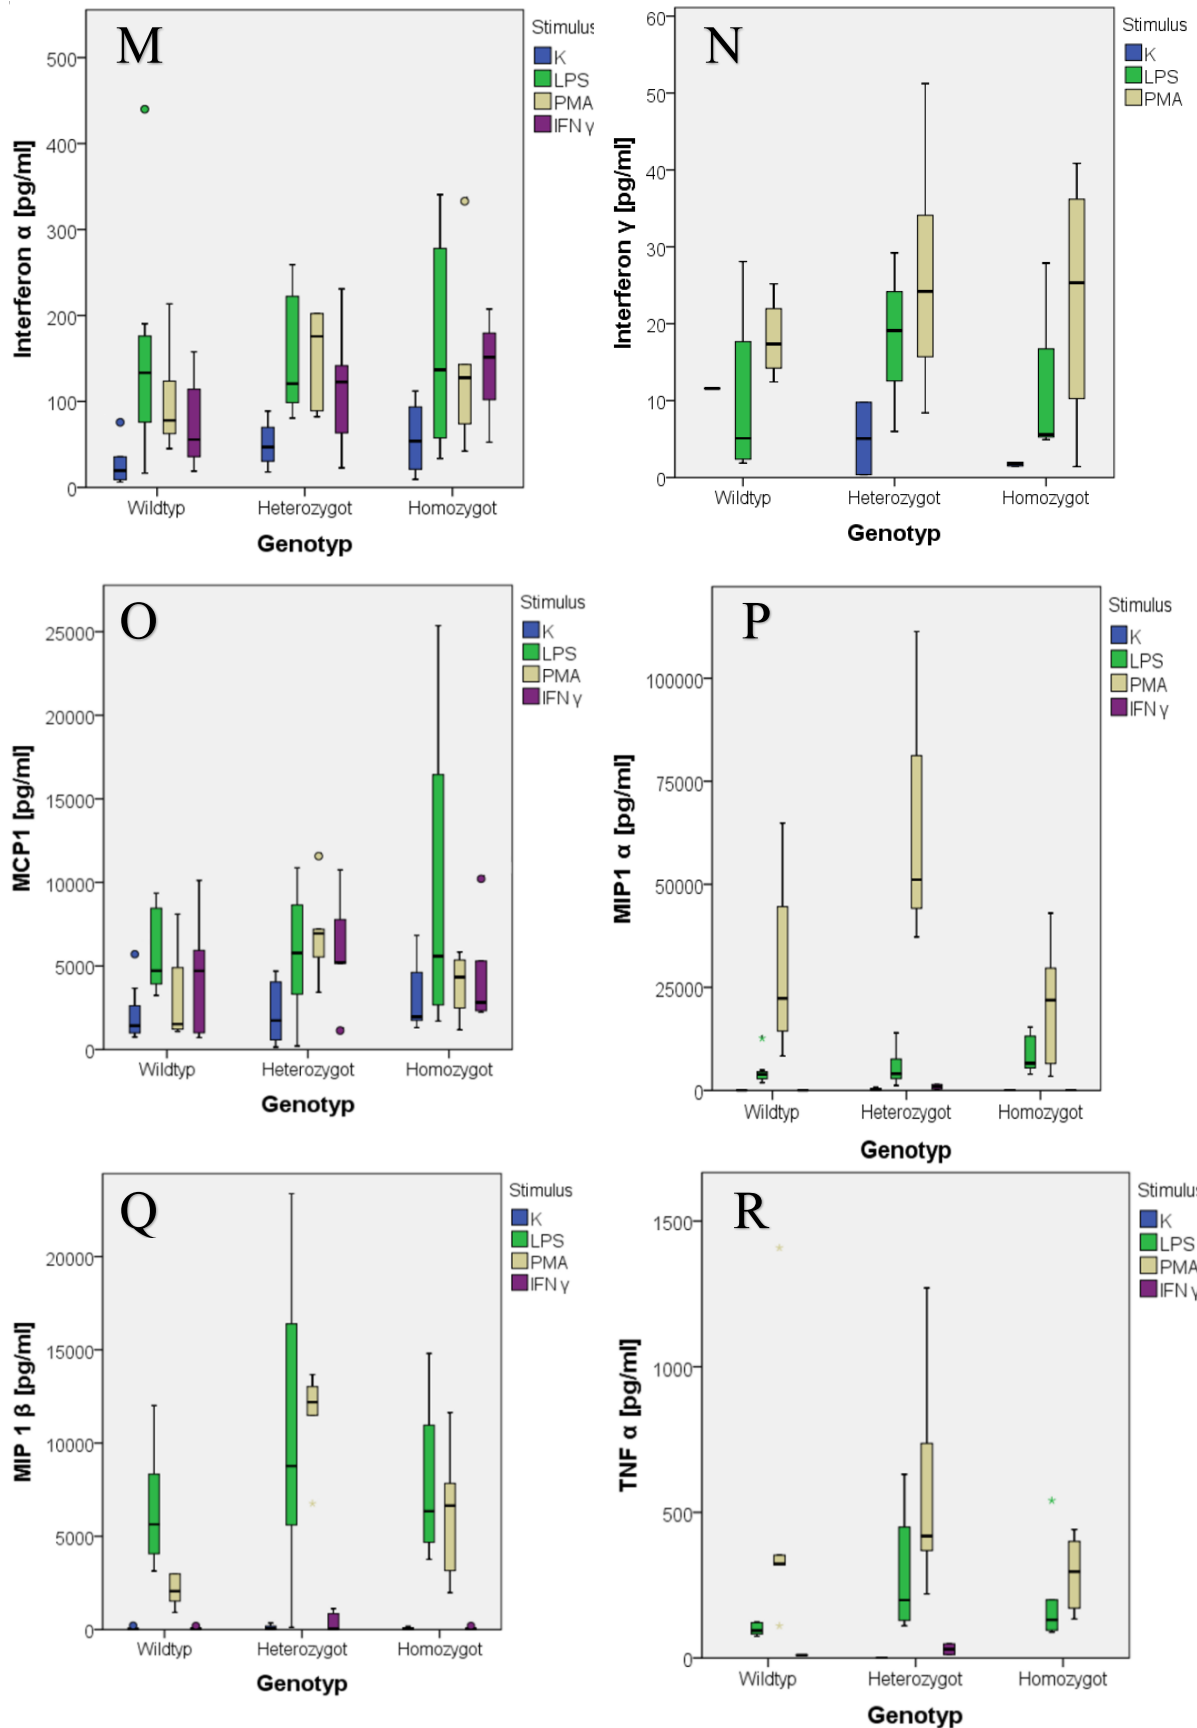 M
Stimulus
K
LPS
PMA
IFN γ
500
400
300
200
100
0
Interferon α [pg/ml]
Wildtyp Heterozygot Homozygot
Genotyp
N
Stimulus
K
LPS
PMA
60
50
40
30
20
10
0
Interferon γ [pg/ml]
Wildtyp Heterozygot Homozygot
Genotyp
O
Stimulus
K
LPS
PMA
IFN γ
25000
20000
15000
10000
5000
0
MCP1 [pg/ml]
Wildtyp Heterozygot Homozygot
Genotyp
P
Stimulus
K
LPS
PMA
IFN γ
100000
75000
50000
25000
0
MIP1 α [pg/ml]
Wildtyp Heterozygot Homozygot
Genotyp
Q
Stimulus
K
LPS
PMA
IFN γ
20000
15000
10000
5000
0
MIP 1 β [pg/ml]
Wildtyp Heterozygot Homozygot
Genotyp
R
Stimulus
K
LPS
PMA
IFN γ
1500
1000
500
0
TNF α [pg/ml]
Wildtyp Heterozygot Homozygot
Genotyp